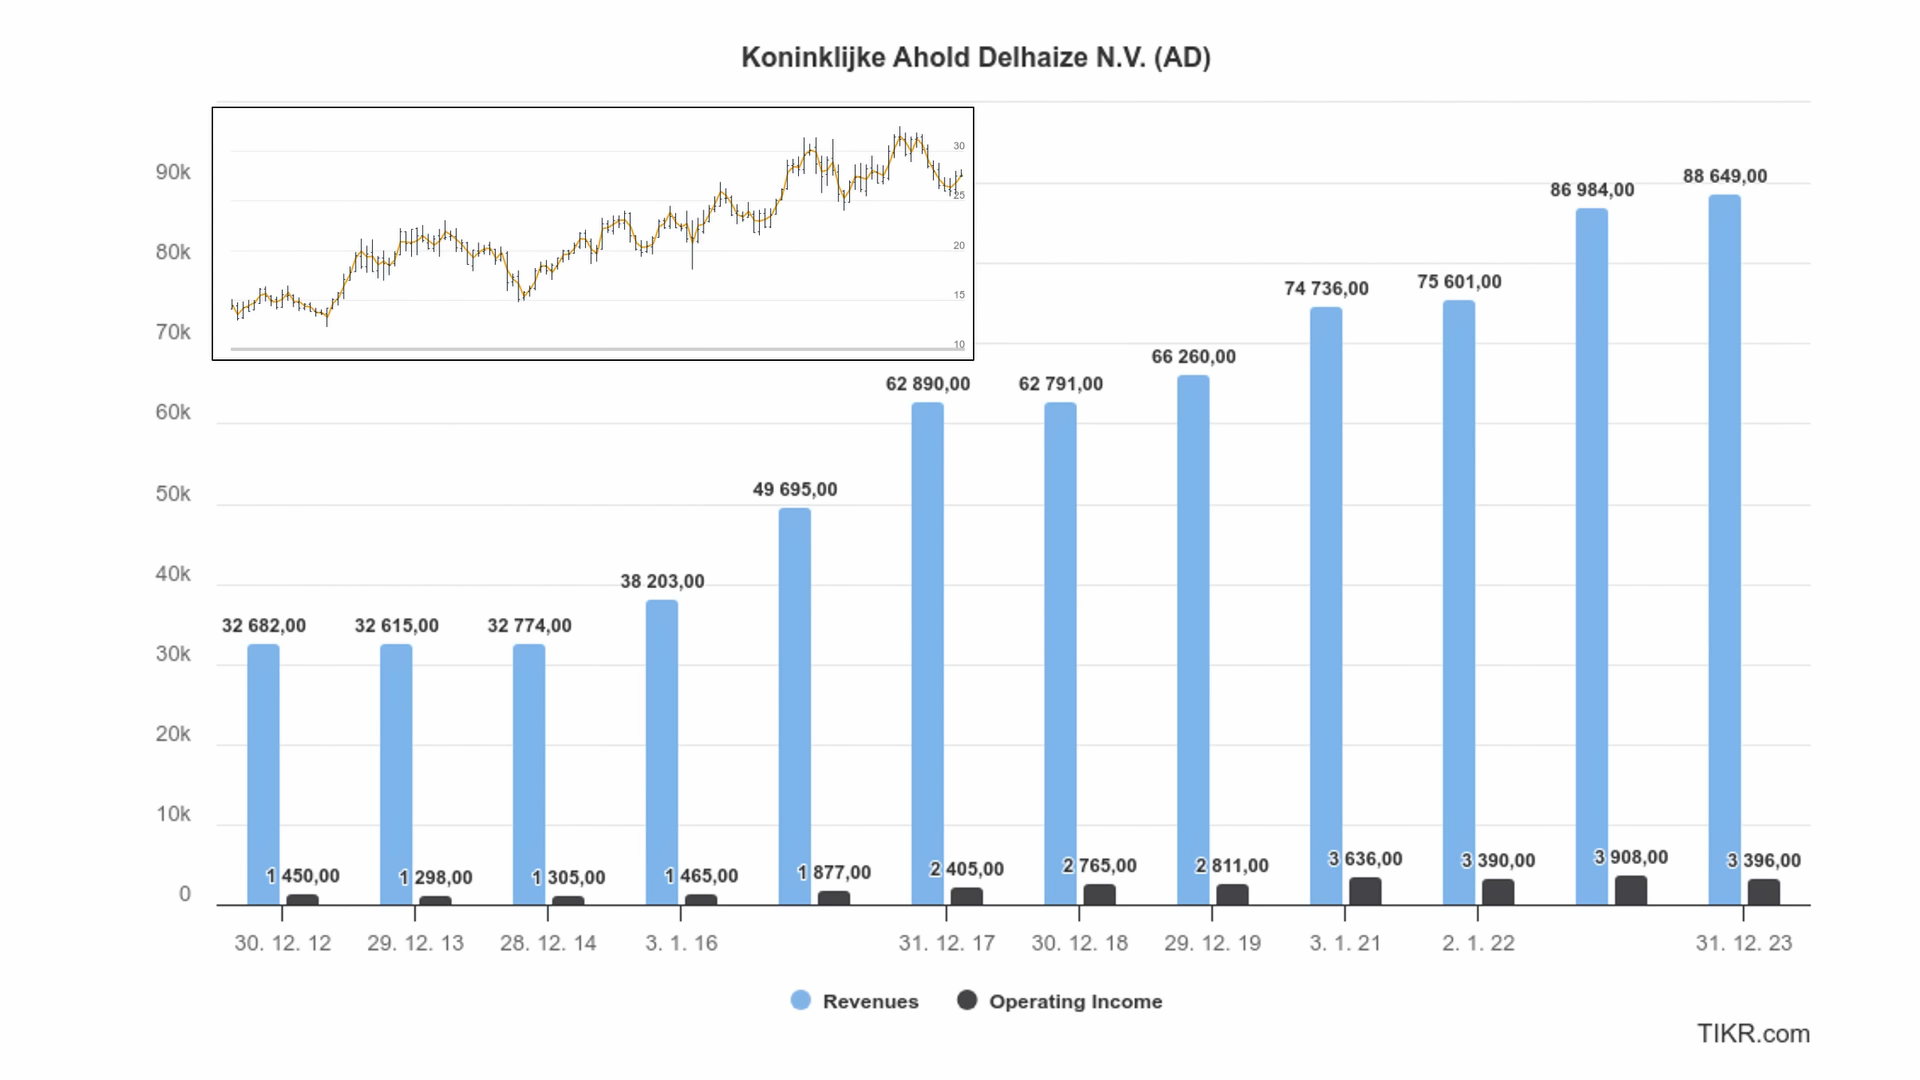 Koninklijke Ahold Delhaize N.V. (AD)
30
25
20
15
10
90k
80k
70k
60k
50k
40k
30k
20k
10k
0
32 682,00
32 615,00
32 774,00
38 203,00
49 695,00
62 890,00
62 791,00
66 260,00
74 736,00
75 601,00
86 984,00
88 649,00
1 450,00
1 298,00
1 305,00
1 465,00
1 877,00
2 405,00
2 765,00
2 811,00
3 636,00
3 390,00
3 908,00
3 396,00
30. 12. 12
29. 12. 13
28. 12. 14
3. 1. 16
31. 12. 17
30. 12. 18
29. 12. 19
3. 1. 21
2. 1. 22
31. 12. 23
Revenues
Operating Income
TIKR.com